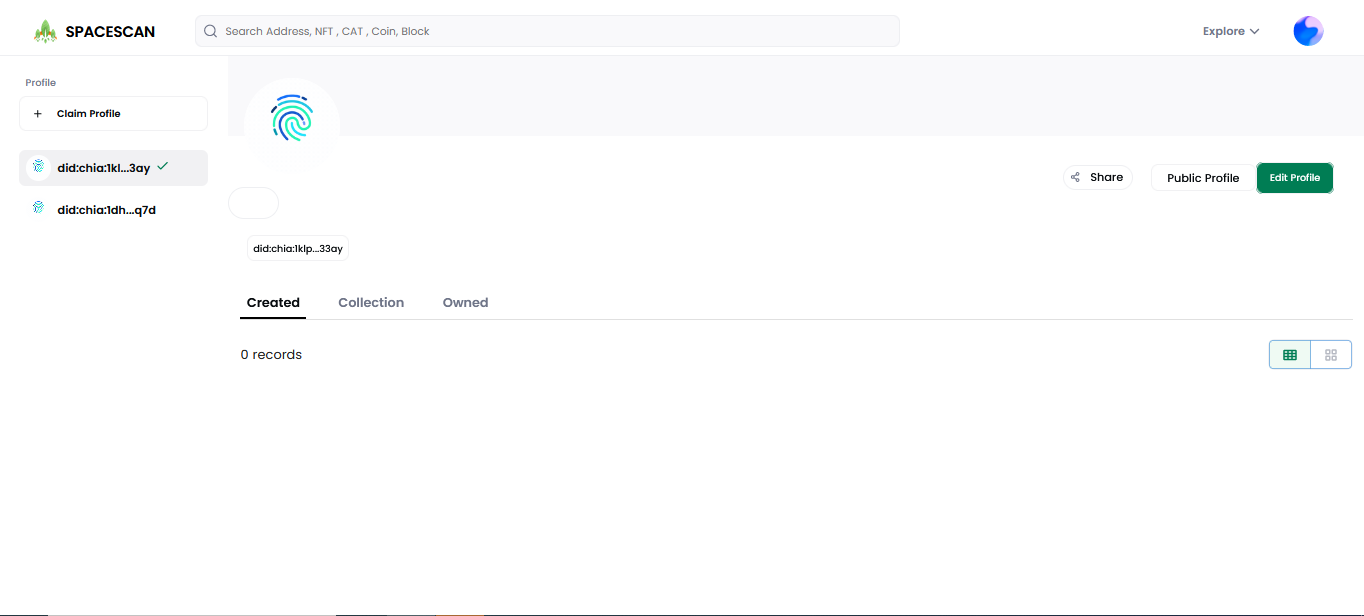 SPACESCAN
Search Address, NFT , CAT , Coin, Block
Explore
Profile
+ Claim Profile
did:chia:1kl...3ay
did:chia:1dh...q7d
Share
Public Profile
Edit Profile
did:chia:1klp...33ay
Created
Collection
Owned
0 records